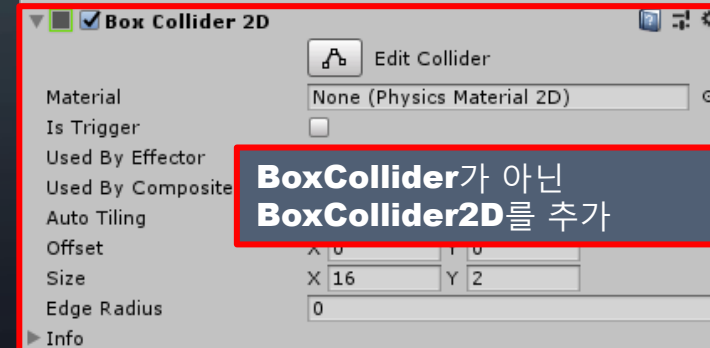 Box Collider 2D
Edit Collider
Material None (Physics Material 2D)
Is Trigger
Used By Effector
Used By Composite
Auto Tiling
BoxCollider가 아닌
BoxCollider2D를 추가
Offset X 0 Y 0
Size X 16 Y 2
Edge Radius 0
Info